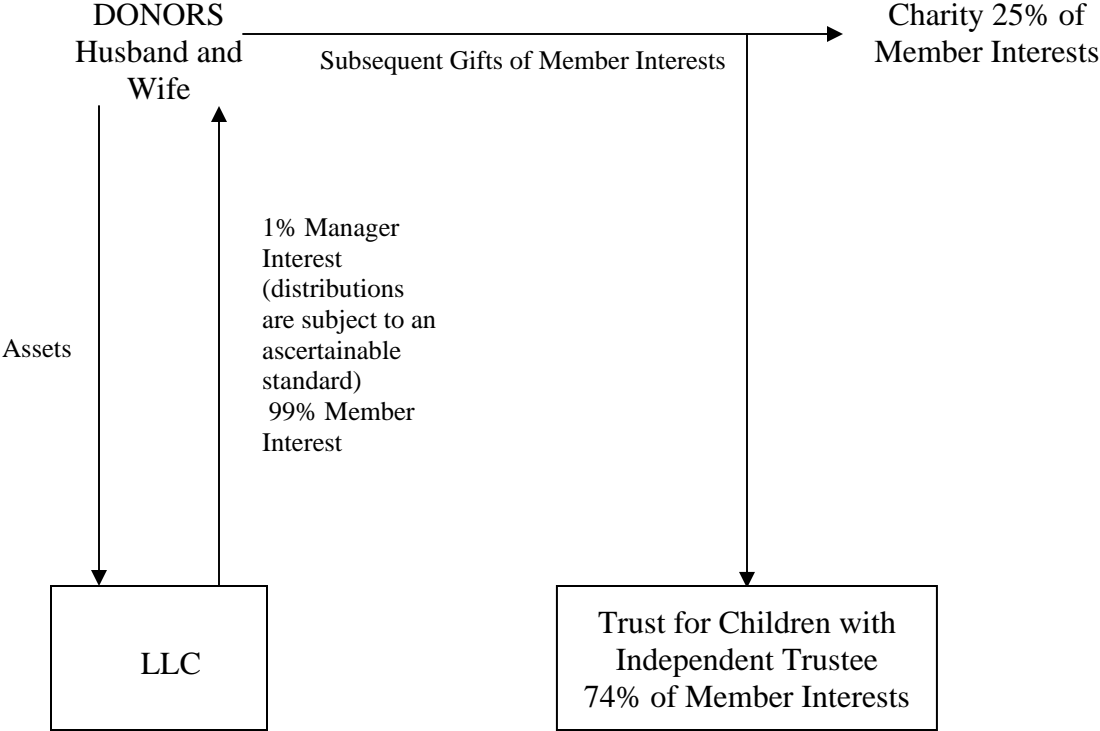 DONORS
Husband and
Wife
Subsequent Gifts of Member Interests
Charity 25% of
Member Interests
Assets
1% Manager
Interest
(distributions
are subject to an
ascertainable
standard)
99% Member
Interest
LLC
Trust for Children with
Independent Trustee
74% of Member Interests